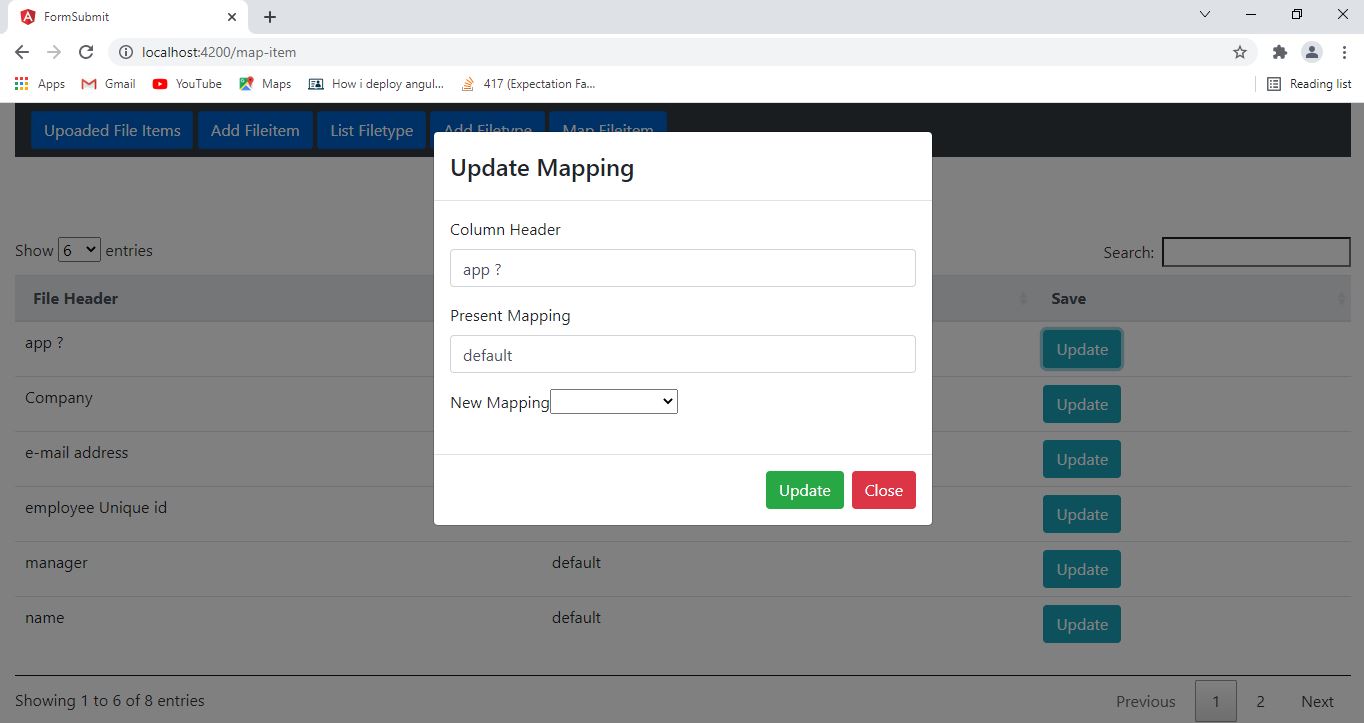 FormSubmit
localhost:4200/map-item
Apps Gmail YouTube Maps How i deploy angul... 417 (Expectation Fa... Reading list
Upoaded File Items Add Fileitem List Filetype Add Filetype Map Fileitem
Update Mapping
Column Header
app ?
Present Mapping
default
New Mapping
Update Close
Show 6 entries Search:
File Header Save
app ? Update
Company Update
e-mail address Update
employee Unique id Update
manager default Update
name default Update
Showing 1 to 6 of 8 entries Previous 1 2 Next